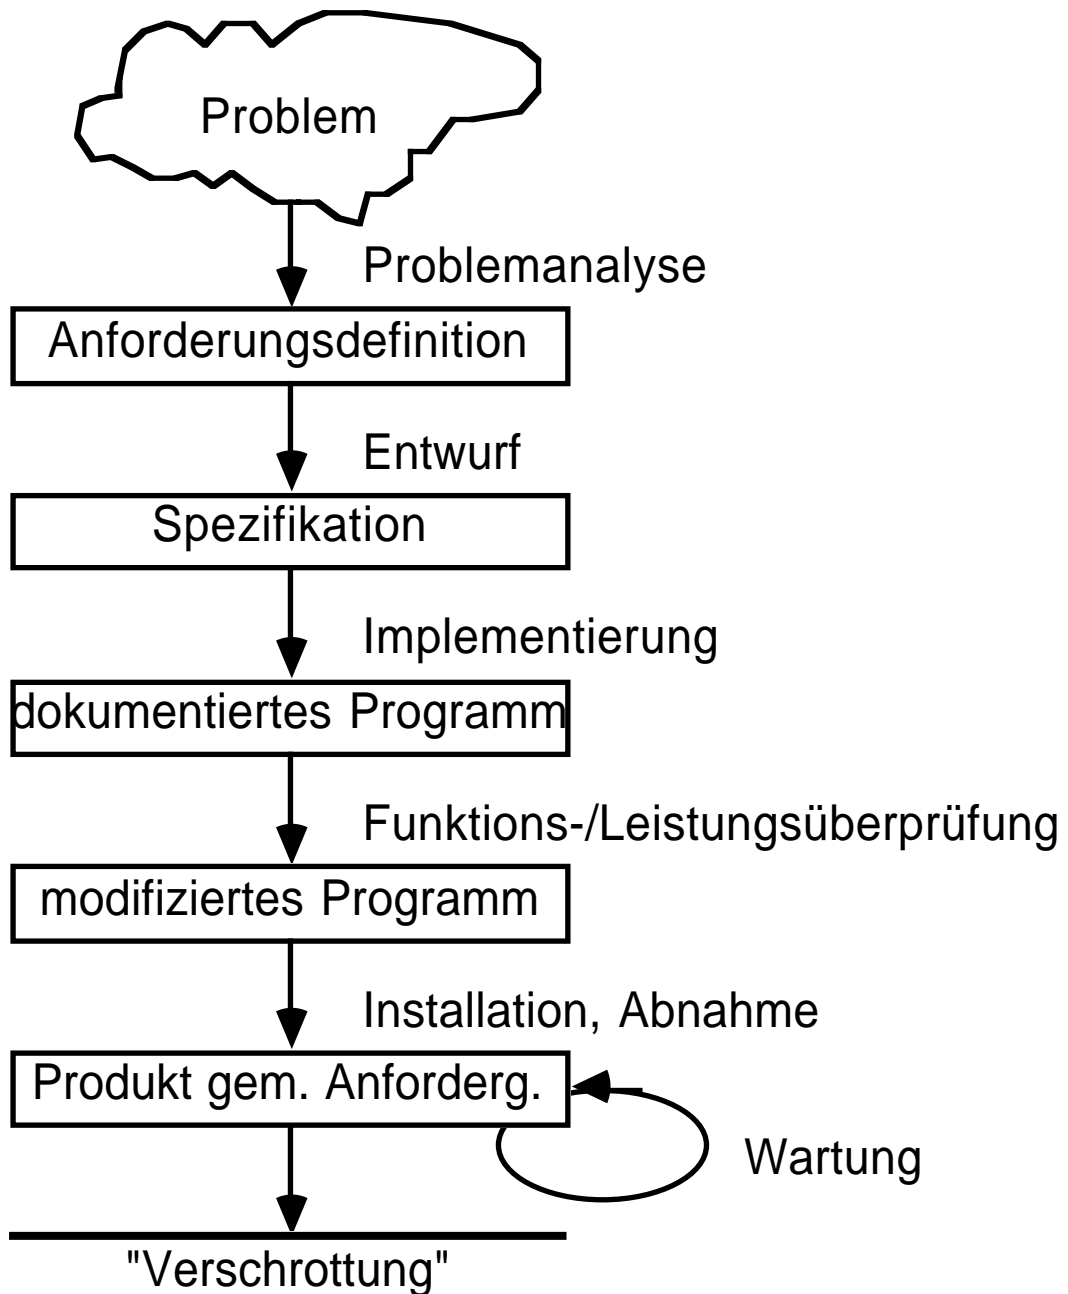 Problem
Problemanalyse
Anforderungsdefinition
Entwurf
Spezifikation
Implementierung
dokumentiertes Programm
Funktions-/Leistungsüberprüfung
modifiziertes Programm
Installation, Abnahme
Produkt gem. Anforderg.
Wartung
"Verschrottung"